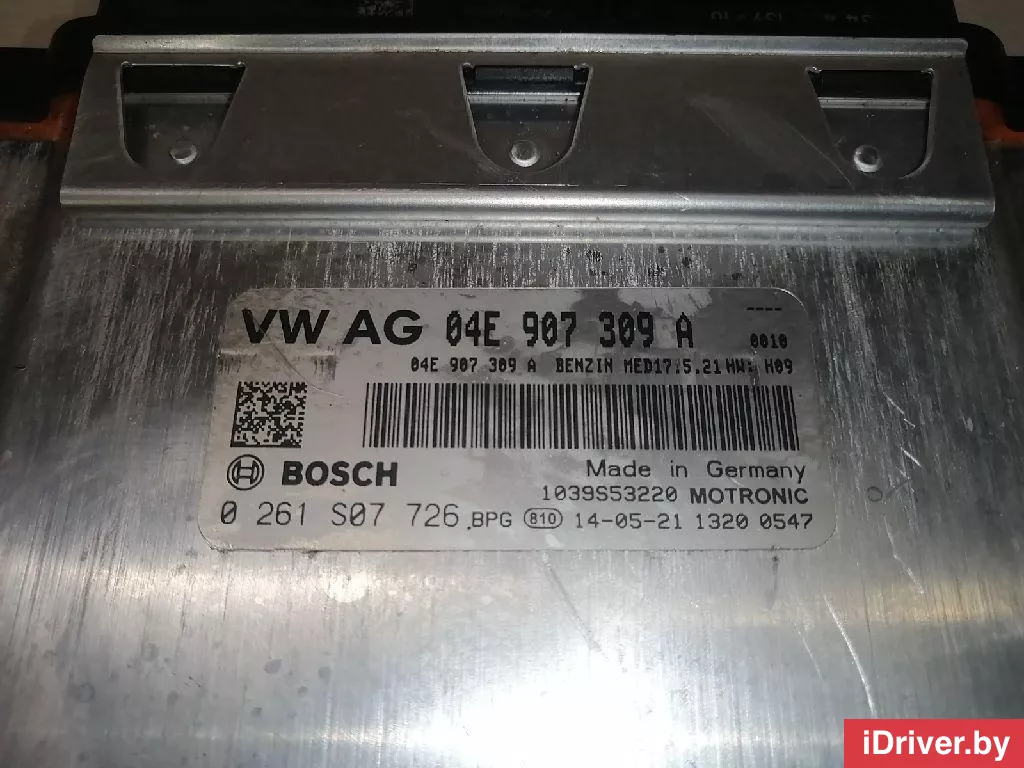 VW AG 04E 907 309 A ----
0010
04E 907 309 A BENZIN MED17.5.21 HW: H09
BOSCH
Made in Germany
1039S53220 MOTRONIC
0 261 S07 726 BPG 810 14-05-21 1320 0547
iDriver.by